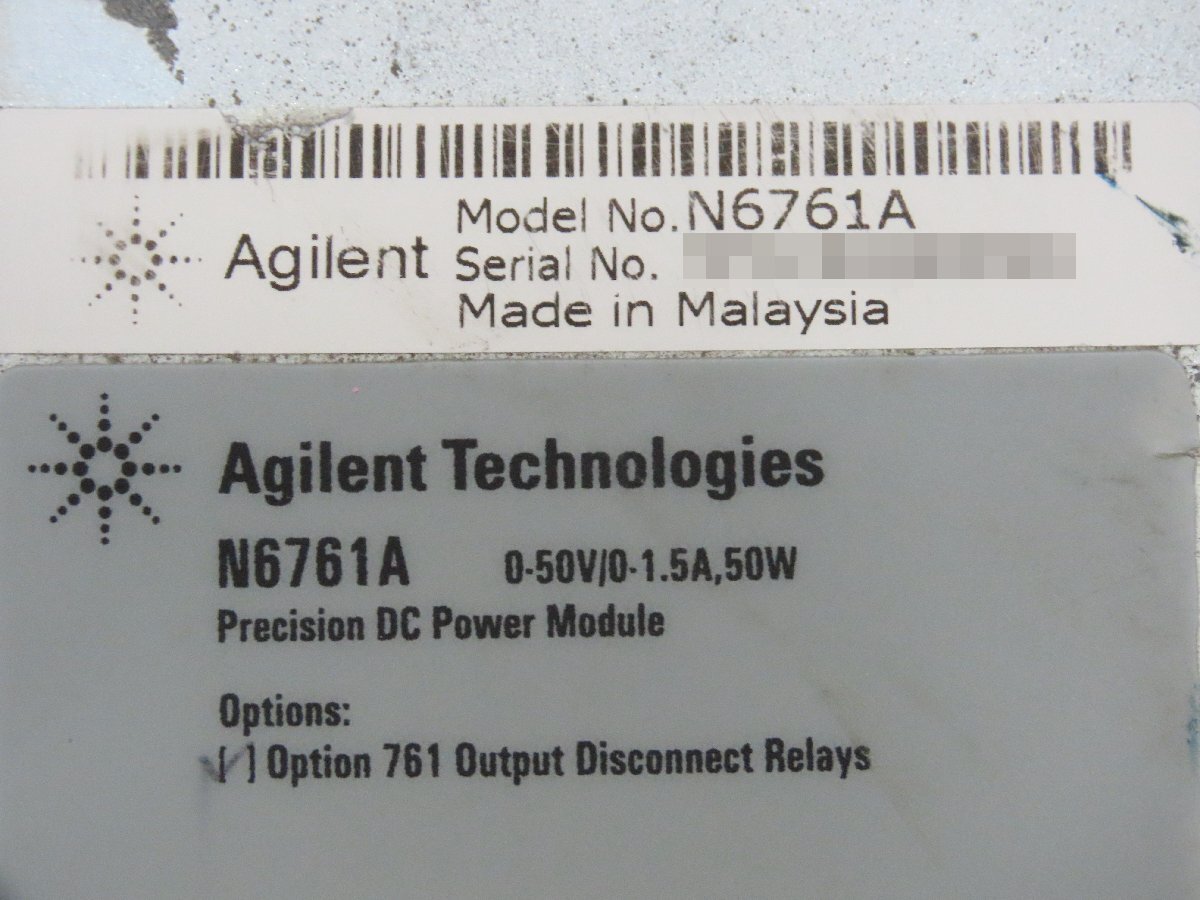 Agilent
Model No. N6761A
Serial No.
Made in Malaysia
Agilent Technologies
N6761A 0-50V/0-1.5A,50W
Precision DC Power Module
Options:
[✓] Option 761 Output Disconnect Relays